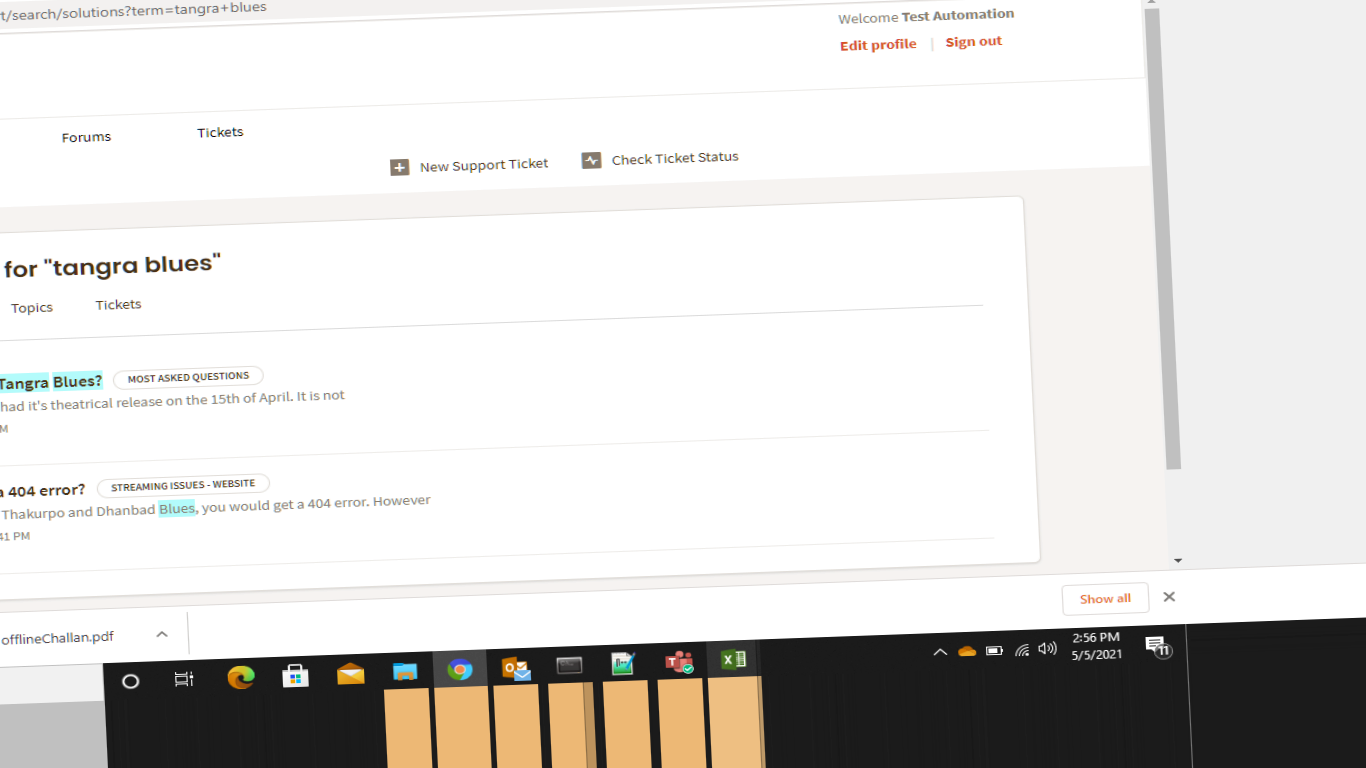 t/search/solutions?term=tangra+blues
Welcome Test Automation
Edit profile | Sign out
Forums Tickets
New Support Ticket Check Ticket Status
for "tangra blues"
Topics Tickets
Tangra Blues? MOST ASKED QUESTIONS
had it's theatrical release on the 15th of April. It is not
M
a 404 error? STREAMING ISSUES - WEBSITE
Thakurpo and Dhanbad Blues, you would get a 404 error. However
41 PM
offlineChallan.pdf
Show all
2:56 PM
5/5/2021
11